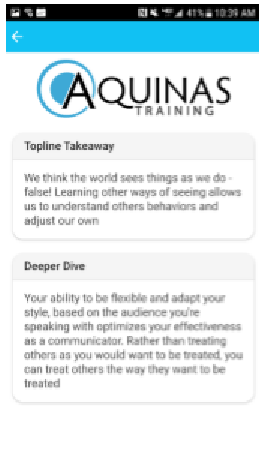 41% 10:39 AM
AQUINAS
TRAINING
Topline Takeaway
We think the world sees things as we do -
false! Learning other ways of seeing allows
us to understand others behaviors and
adjust our own
Deeper Dive
Your ability to be flexible and adapt your
style, based on the audience you're
speaking with optimizes your effectiveness
as a communicator. Rather than treating
others as you would want to be treated, you
can treat others the way they want to be
treated